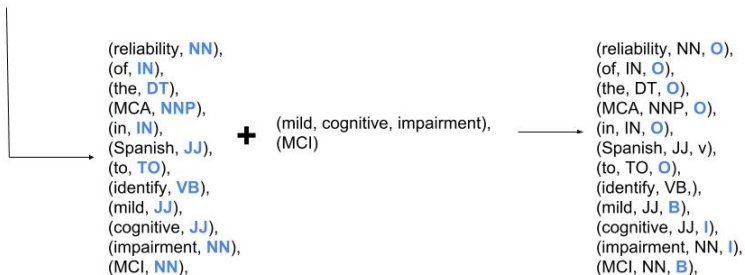 (reliability, NN),
(of, IN),
(the, DT),
(MCA, NNP),
(in, IN),
(Spanish, JJ),
(to, TO),
(identify, VB),
(mild, JJ),
(cognitive, JJ),
(impairment, NN),
(MCI, NN),
+
(mild, cognitive, impairment),
(MCI)
(reliability, NN, O),
(of, IN, O),
(the, DT, O),
(MCA, NNP, O),
(in, IN, O),
(Spanish, JJ, v),
(to, TO, O),
(identify, VB,),
(mild, JJ, B),
(cognitive, JJ, I),
(impairment, NN, I),
(MCI, NN, B),